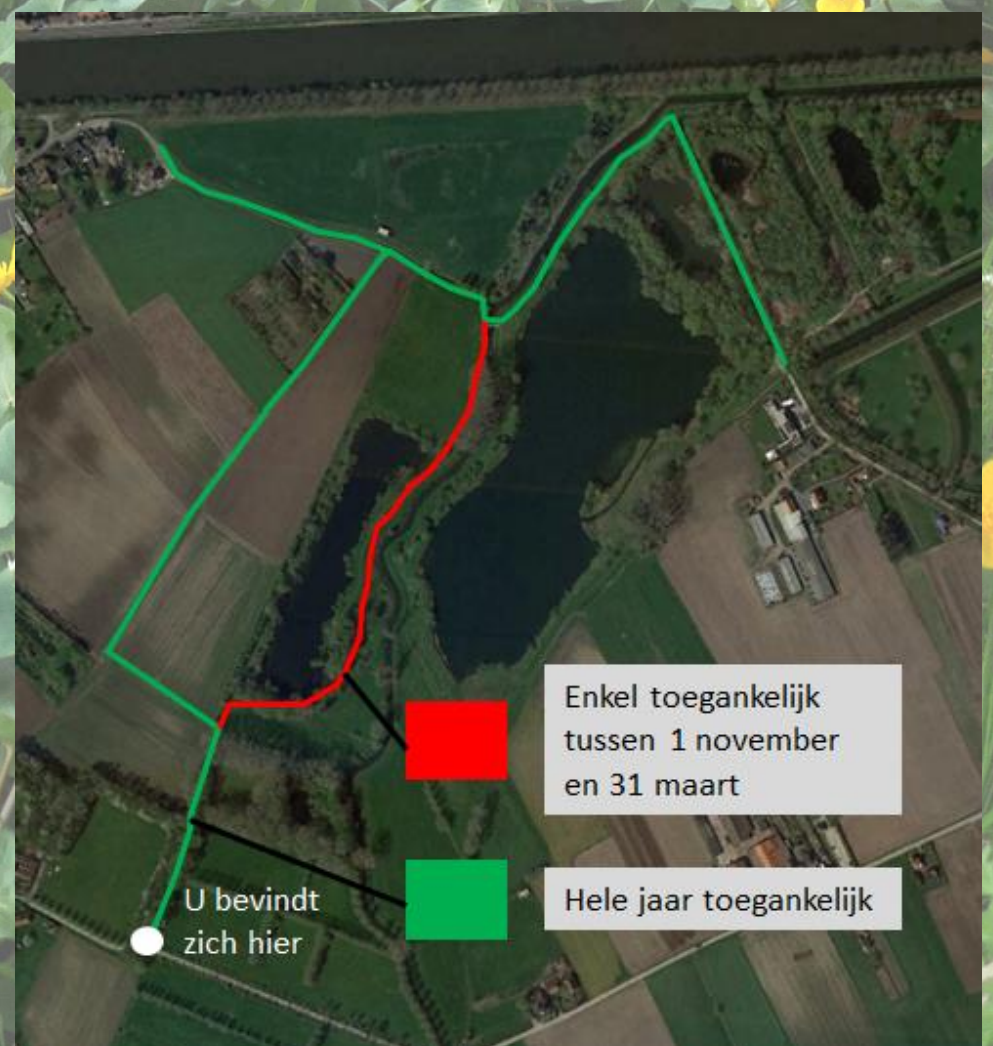 Enkel toegankelijk
tussen 1 november
en 31 maart
Hele jaar toegankelijk
U bevindt
zich hier